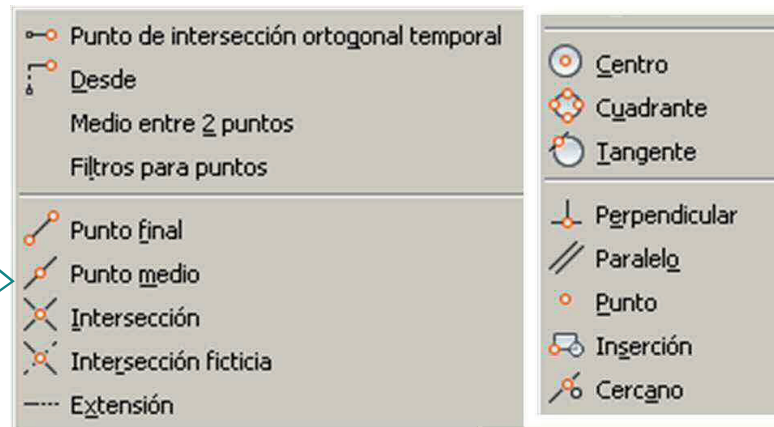 Punto de intersección ortogonal temporal
Desde
Medio entre 2 puntos
Filtros para puntos
Punto final
Punto medio
Intersección
Intersección ficticia
Extensión
Centro
Cuadrante
Tangente
Perpendicular
Paralelo
Punto
Inserción
Cercano